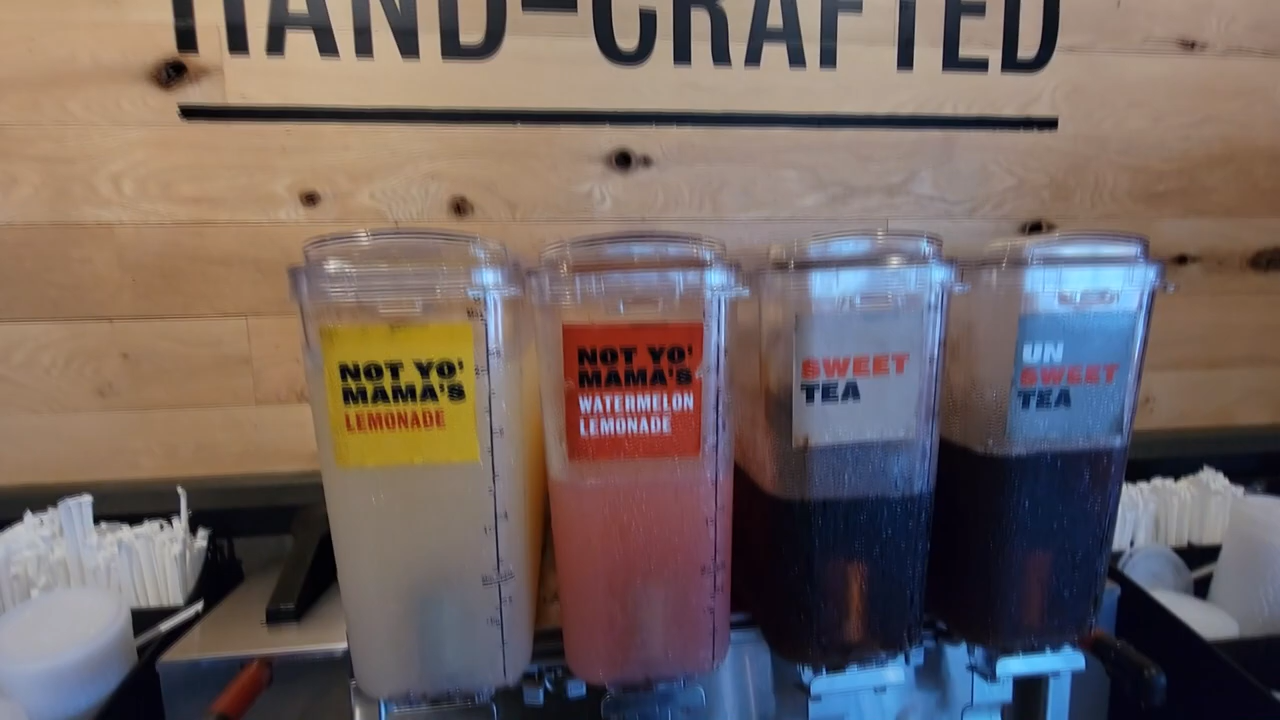 HAND-CRAFTED
NOT YO'
MAMA'S
LEMONADE
NOT YO'
MAMA'S
WATERMELON
LEMONADE
SWEET
TEA
UN
SWEET
TEA